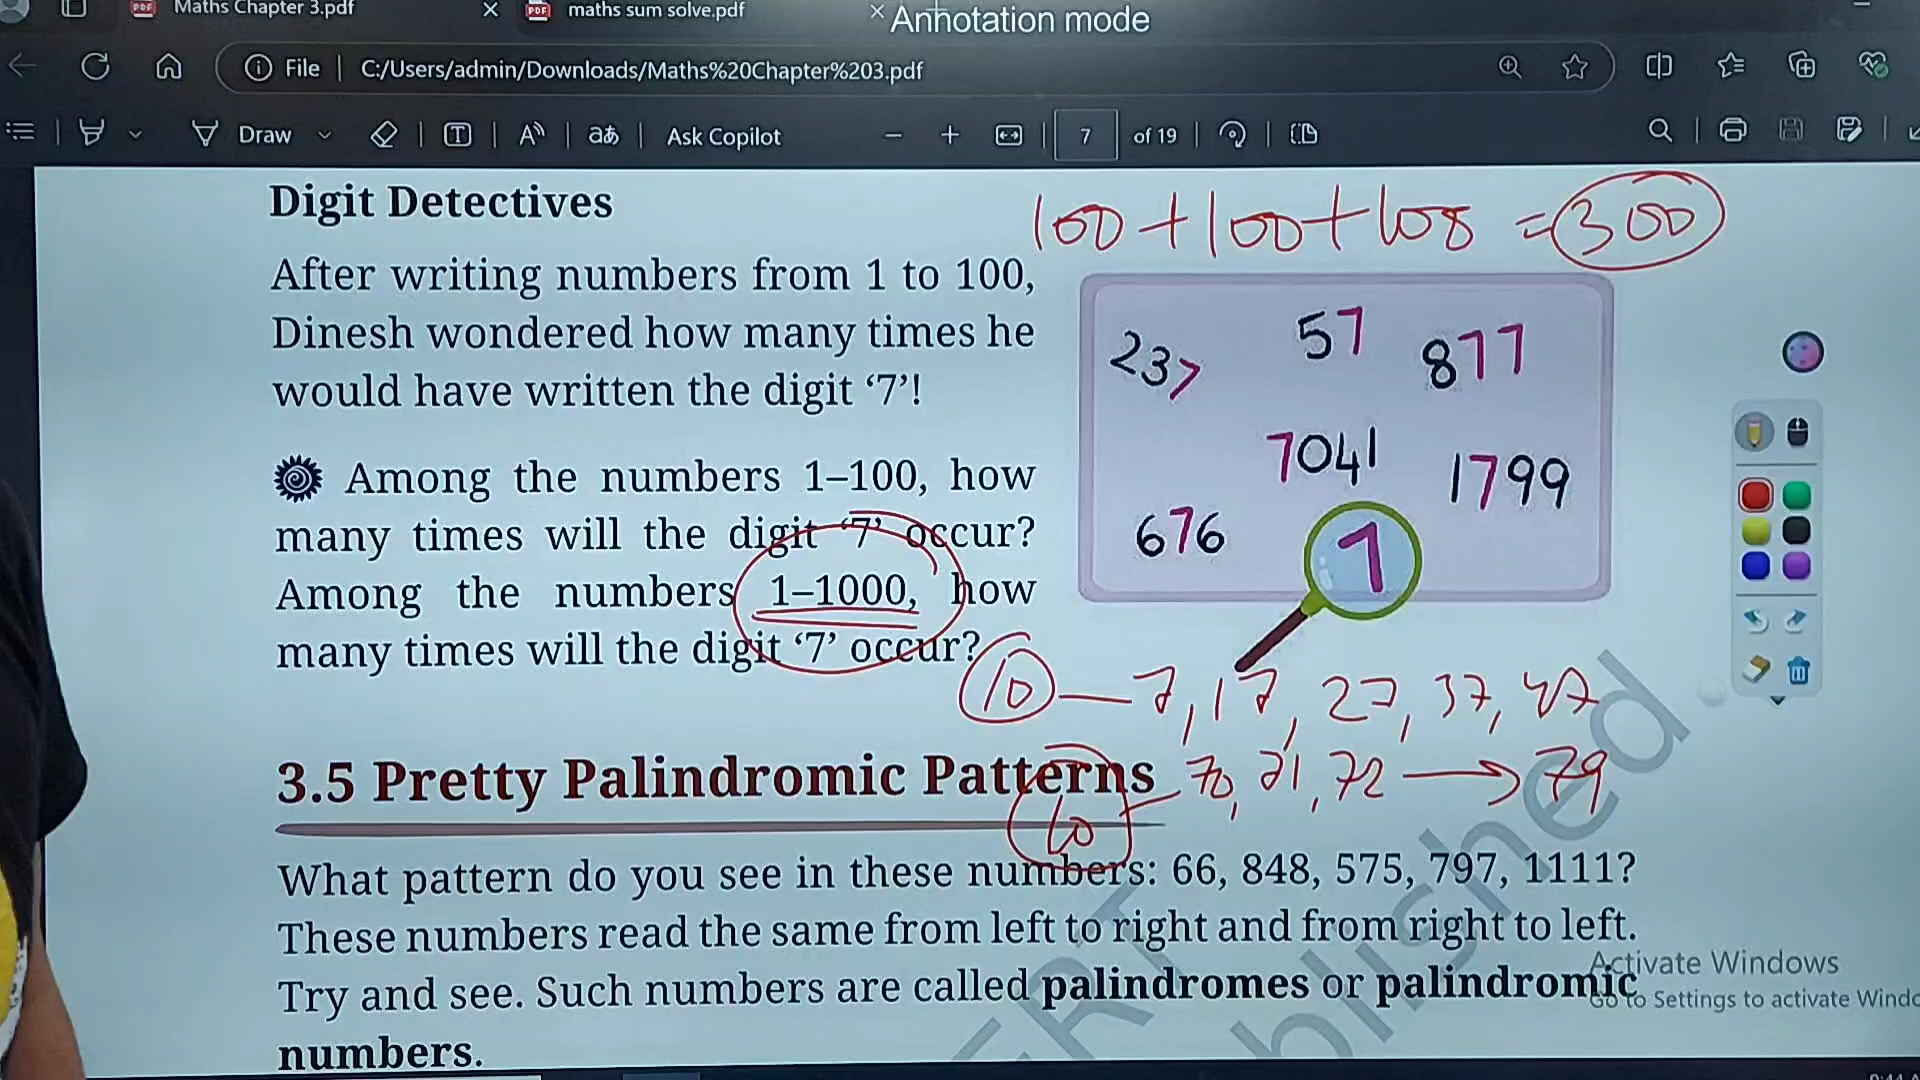 Maths Chapter 3.pdf
maths sum solve.pdf
Annotation mode
File
C:/Users/admin/Downloads/Maths%20Chapter%203.pdf
Draw
Ask Copilot
7 of 19
Digit Detectives
100+100+100 = 300
After writing numbers from 1 to 100,
Dinesh wondered how many times he
would have written the digit ‘7’!
237 57 877
7041 1799
676 7
Among the numbers 1–100, how
many times will the digit ‘7’ occur?
Among the numbers 1–1000, how
many times will the digit ‘7’ occur?
10 — 7, 17, 27, 37, 47
10 — 70, 71, 72 → 79
3.5 Pretty Palindromic Patterns
What pattern do you see in these numbers: 66, 848, 575, 797, 1111?
These numbers read the same from left to right and from right to left.
Try and see. Such numbers are called palindromes or palindromic
numbers.
Activate Windows
Go to Settings to activate Windo